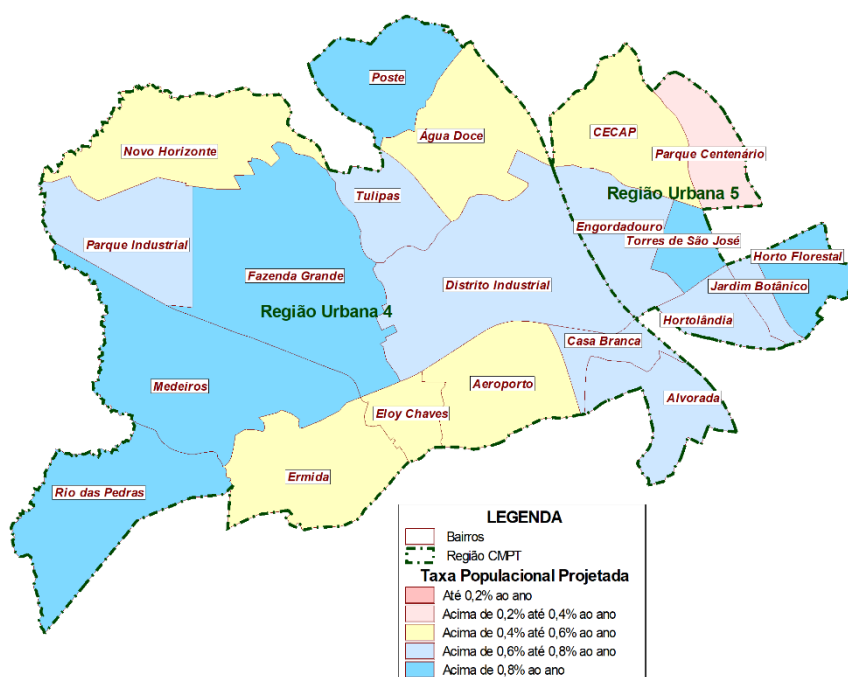 Poste
Água Doce
CECAP
Novo Horizonte
Parque Centenário
Tulipas
Região Urbana 5
Engordadouro
Parque Industrial
Torres de São José
Horto Florestal
Fazenda Grande
Distrito Industrial
Jardim Botânico
Região Urbana 4
Hortolândia
Casa Branca
Medeiros
Aeroporto
Alvorada
Eloy Chaves
Ermida
Rio das Pedras
LEGENDA
Bairros
Região CMPT
Taxa Populacional Projetada
Até 0,2% ao ano
Acima de 0,2% até 0,4% ao ano
Acima de 0,4% até 0,6% ao ano
Acima de 0,6% até 0,8% ao ano
Acima de 0,8% ao ano